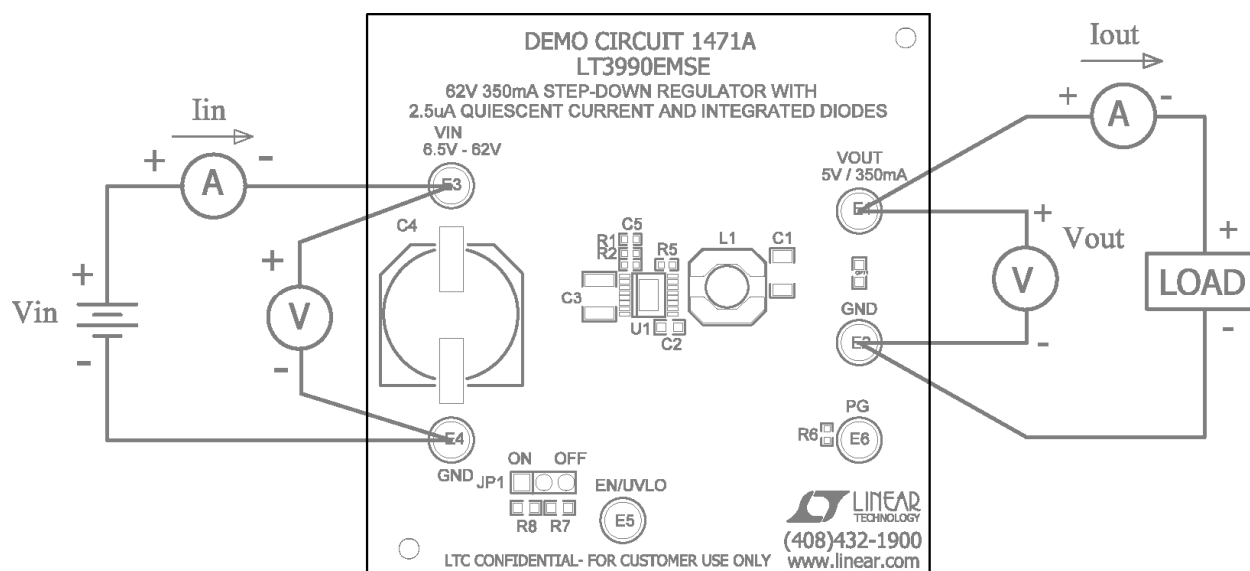 DEMO CIRCUIT 1471A
LT3990EMSE
62V 350mA STEP-DOWN REGULATOR WITH
2.5uA QUIESCENT CURRENT AND INTEGRATED DIODES
Iin
+
-
A
Vin
+
-
+
V
-
VIN
6.5V - 62V
E3
C4
E4
GND
JP1
ON
OFF
R8
R7
EN/UVLO
E5
C5
R1
R2
R5
C3
U1
C2
L1
C1
VOUT
5V / 350mA
GND
PG
R6
E6
Iout
+
-
A
+
Vout
V
-
+
LOAD
-
LINEAR
TECHNOLOGY
(408)432-1900
www.linear.com
LTC CONFIDENTIAL- FOR CUSTOMER USE ONLY